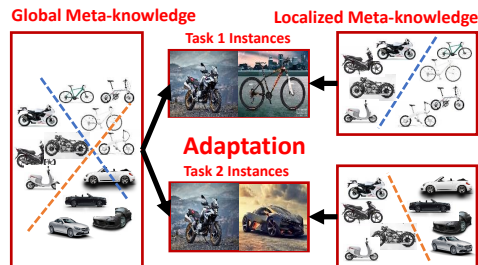 Global Meta-knowledge
Localized Meta-knowledge
Task 1 Instances
Adaptation
Task 2 Instances